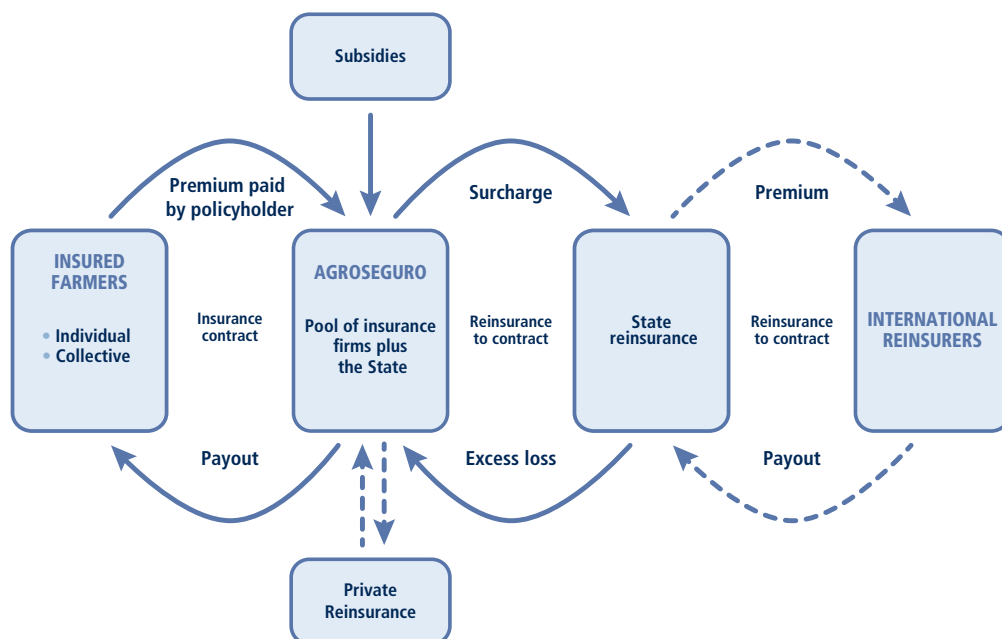 Subsidies
Premium paid
by policyholder
Surcharge
Premium
INSURED
FARMERS
• Individual
• Collective
Insurance
contract
AGROSEGURO
Pool of insurance
firms plus
the State
Reinsurance
to contract
State
reinsurance
Reinsurance
to contract
INTERNATIONAL
REINSURERS
Payout
Excess loss
Payout
Private
Reinsurance